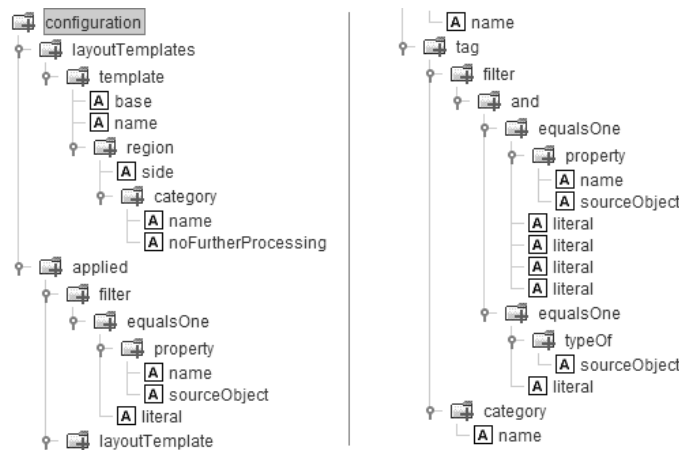 configuration
layoutTemplates
template
A base
A name
region
A side
category
A name
A noFurtherProcessing
applied
filter
equalsOne
property
A name
A sourceObject
A literal
layoutTemplate
A name
tag
filter
and
equalsOne
property
A name
A sourceObject
A literal
A literal
A literal
A literal
equalsOne
typeOf
A sourceObject
A literal
category
A name